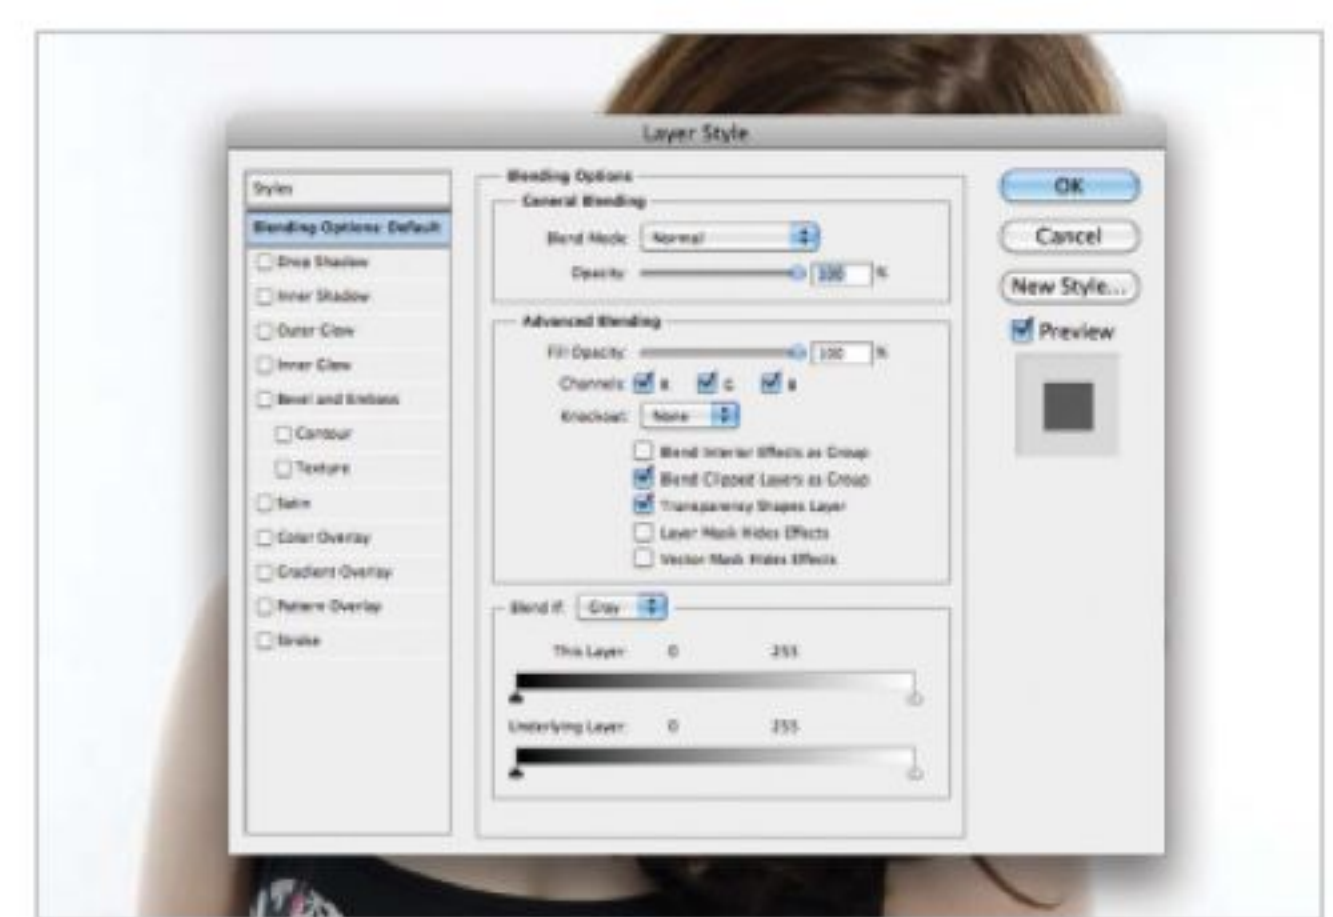 Layer Style
Styles
Blending Options: Default
Drop Shadow
Inner Shadow
Outer Glow
Inner Glow
Bevel and Emboss
Contour
Texture
Satin
Color Overlay
Gradient Overlay
Pattern Overlay
Stroke
Blending Options
General Blending
Blend Mode: Normal
Opacity: 100 %
Advanced Blending
Fill Opacity: 100 %
Channels: R G B
Knockout: None
Blend Interior Effects as Group
Blend Clipped Layers as Group
Transparency Shapes Layer
Layer Mask Hides Effects
Vector Mask Hides Effects
Blend If: Gray
This Layer: 0 255
Underlying Layer: 0 255
OK
Cancel
New Style...
Preview